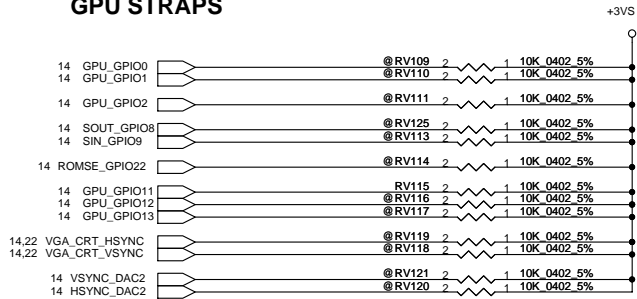 GPU STRAPS
+3VS
14 GPU_GPIO0 @ RV109 2 1 10K_0402_5%
14 GPU_GPIO1 @ RV110 2 1 10K_0402_5%
14 GPU_GPIO2 @ RV111 2 1 10K_0402_5%
14 SOUT_GPIO8 @ RV125 2 1 10K_0402_5%
14 SIN_GPIO9 @ RV113 2 1 10K_0402_5%
14 ROMSE_GPIO22 @ RV114 2 1 10K_0402_5%
14 GPU_GPIO11 RV115 2 1 10K_0402_5%
14 GPU_GPIO12 @ RV116 2 1 10K_0402_5%
14 GPU_GPIO13 @ RV117 2 1 10K_0402_5%
14,22 VGA_CRT_HSYNC @ RV119 2 1 10K_0402_5%
14,22 VGA_CRT_VSYNC @ RV118 2 1 10K_0402_5%
14 VSYNC_DAC2 @ RV121 2 1 10K_0402_5%
14 HSYNC_DAC2 @ RV120 2 1 10K_0402_5%